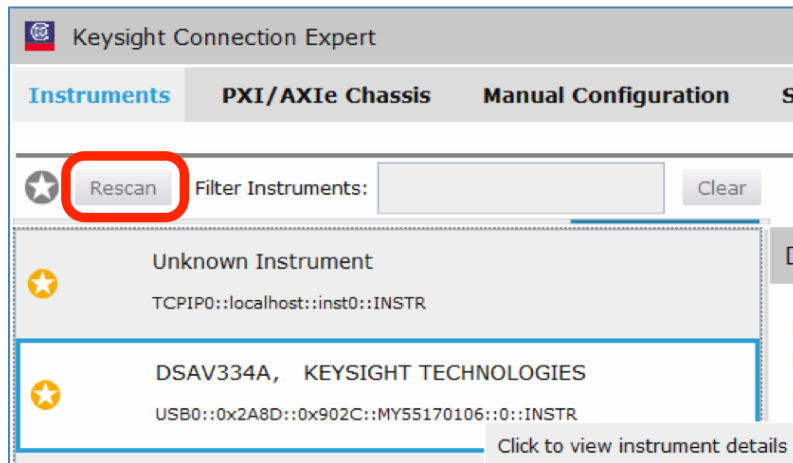 Keysight Connection Expert
Instruments PXI/AXIe Chassis Manual Configuration S
Rescan Filter Instruments: Clear
Unknown Instrument
TCPIP0::localhost::inst0::INSTR
DSAV334A, KEYSIGHT TECHNOLOGIES
USB0::0x2A8D::0x902C::MY55170106::0::INSTR
Click to view instrument details